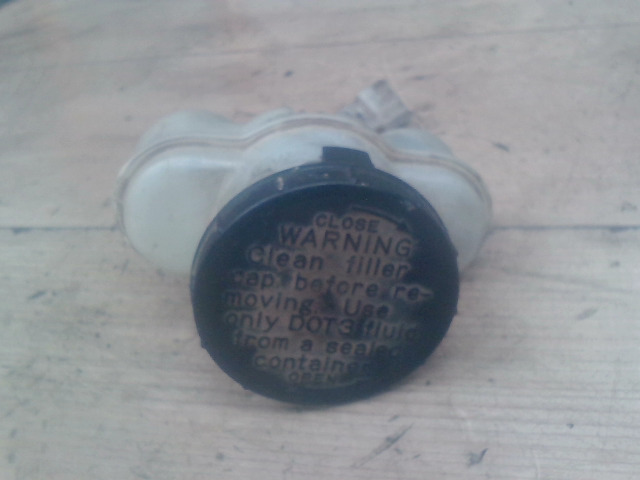 CLOSE
WARNING
Clean filler
cap before re-
moving. Use
only DOT3 fluid
from a sealed
container
OPEN